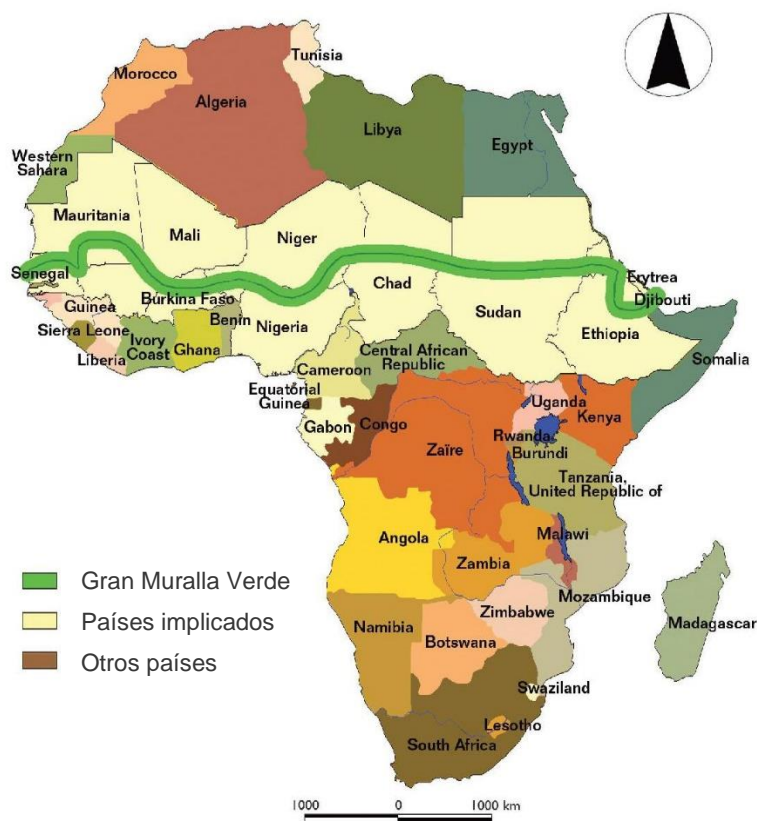 Tunisia
Morocco
Algeria
Libya
Egypt
Western
Sahara
Mauritania
Mali
Niger
Chad
Sudan
Erytrea
Djibouti
Senegal
Burkina Faso
Guinea
Benin
Nigeria
Ethiopia
Sierra Leone
Ivory
Coast
Ghana
Liberia
Somalia
Cameroon
Central African
Republic
Equatorial
Guinea
Gabon
Congo
Uganda
Kenya
Rwanda
Burundi
Zaïre
Tanzania,
United Republic of
Angola
Malawi
Zambia
Mozambique
Zimbabwe
Madagascar
Namibia
Botswana
Swaziland
Lesotho
South Africa
Gran Muralla Verde
Países implicados
Otros países
1000 0 1000 km